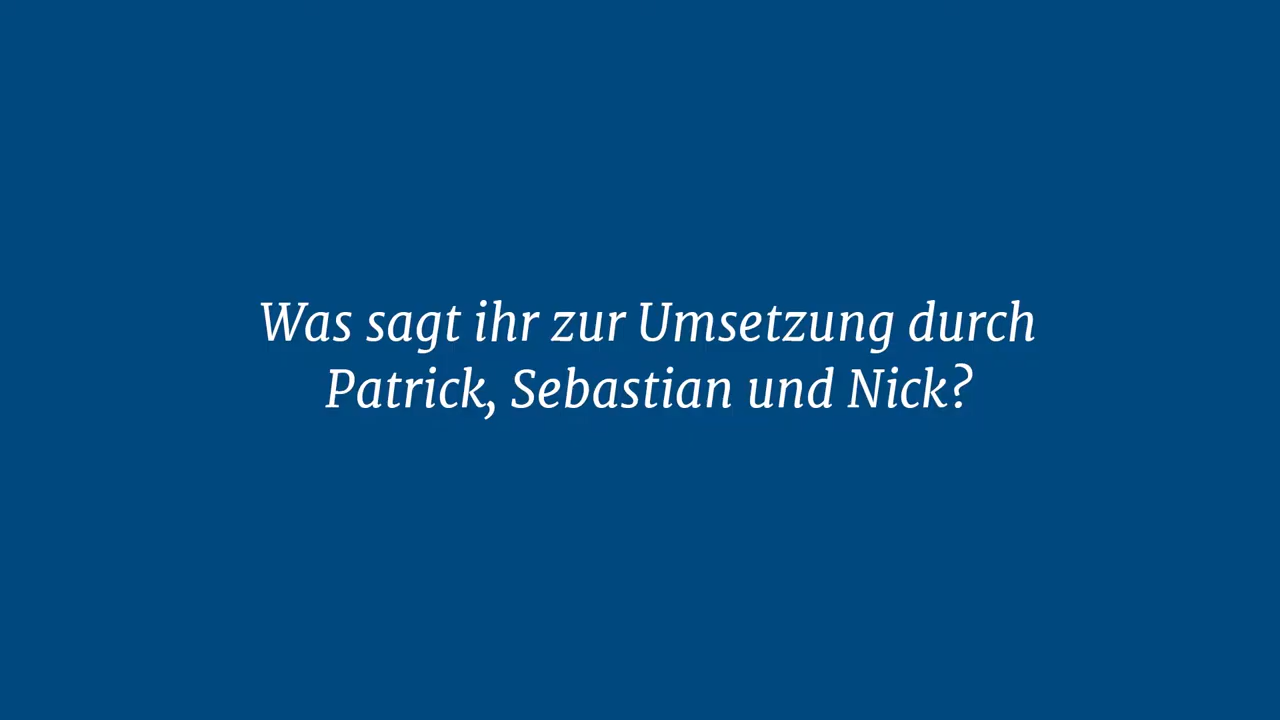 Was sagt ihr zur Umsetzung durch
Patrick, Sebastian und Nick?